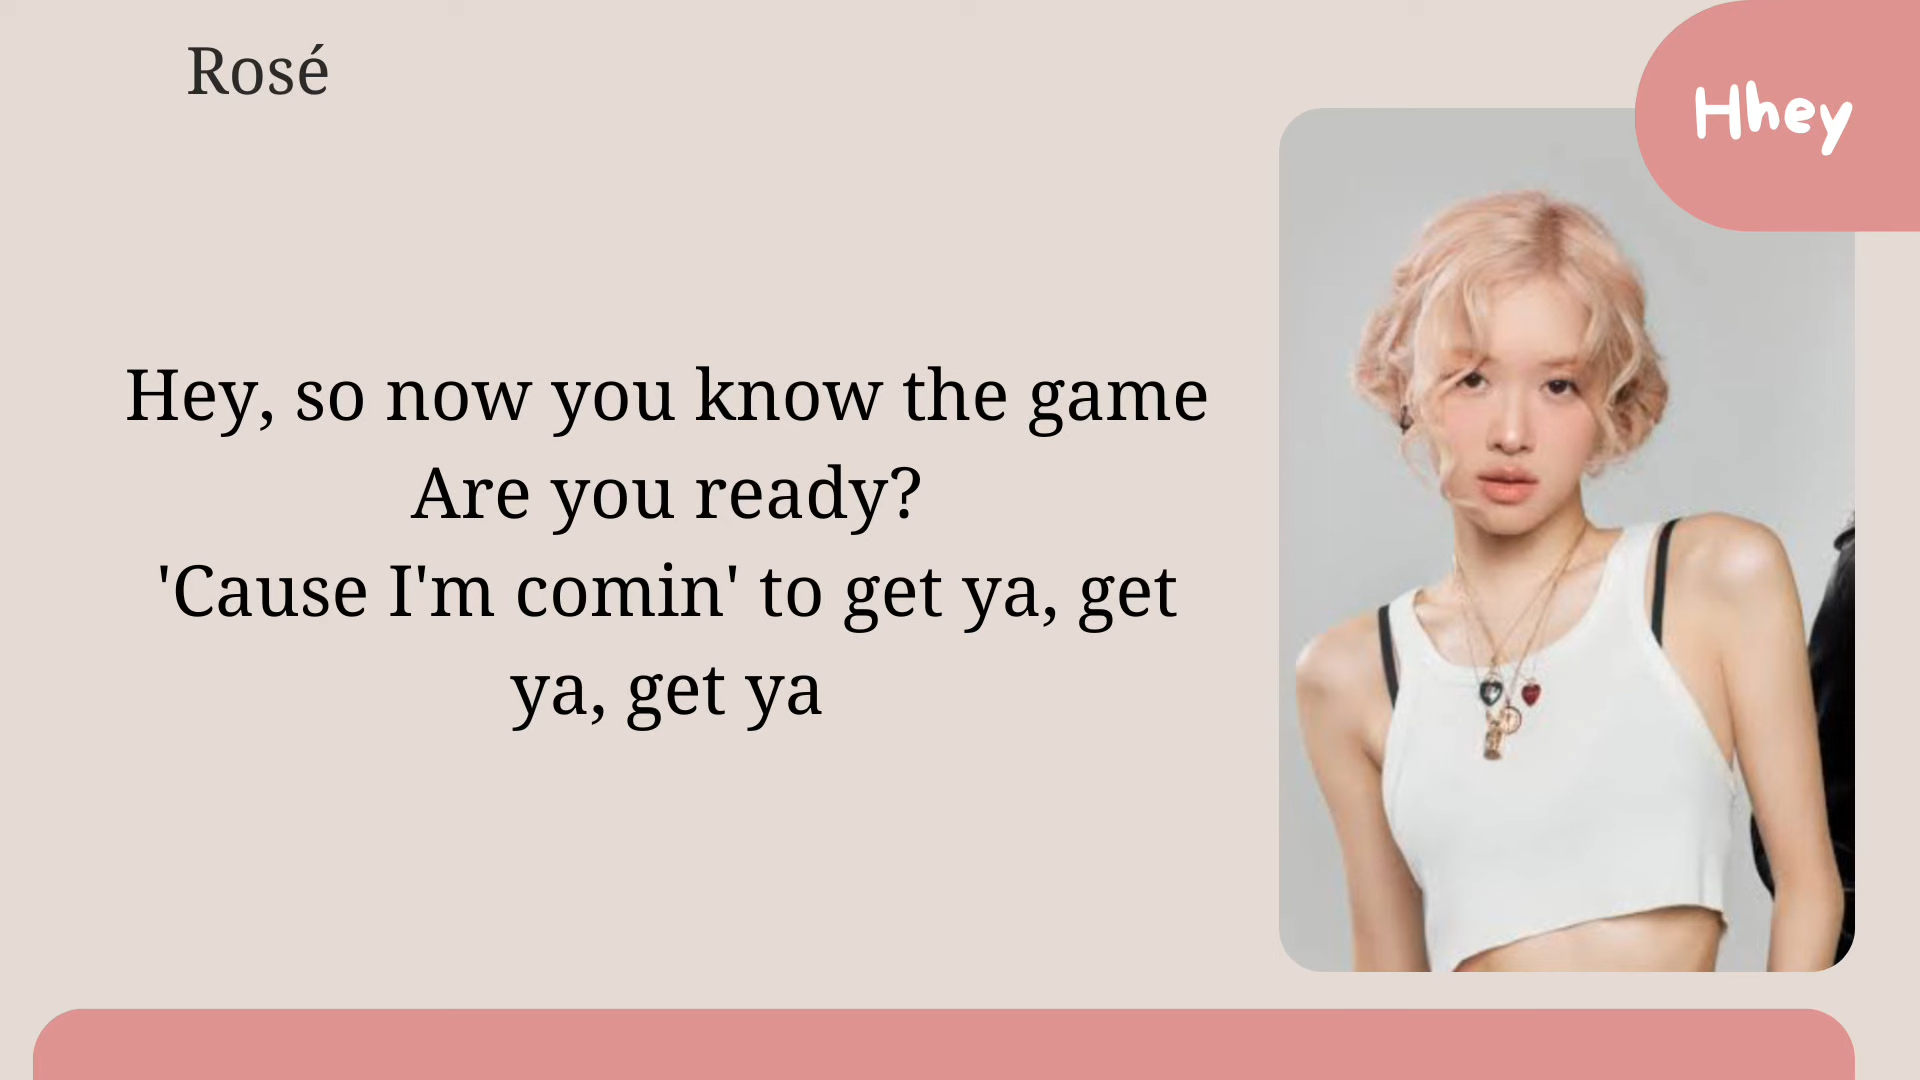 Rosé
Hhey
Hey, so now you know the game
Are you ready?
'Cause I'm comin' to get ya, get
ya, get ya